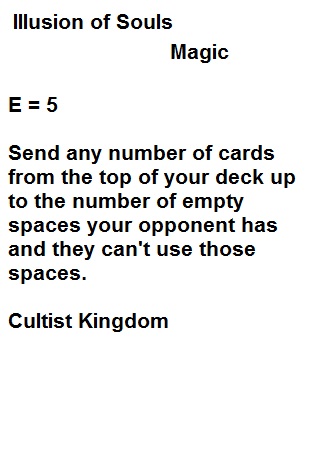 Illusion of Souls
Magic
E = 5
Send any number of cards
from the top of your deck up
to the number of empty
spaces your opponent has
and they can't use those
spaces.
Cultist Kingdom